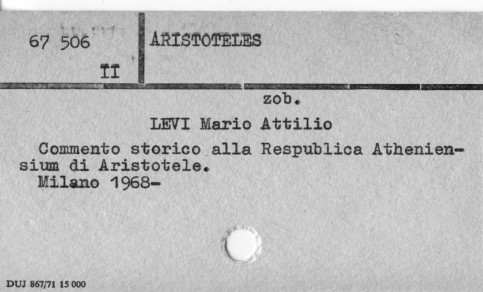 67 506 ARISTOTELES
II
zob.
LEVI Mario Attilio
Commento storico alla Respublica Athenien-
sium di Aristotele.
Milano 1968-
DUJ 867/71 15 000